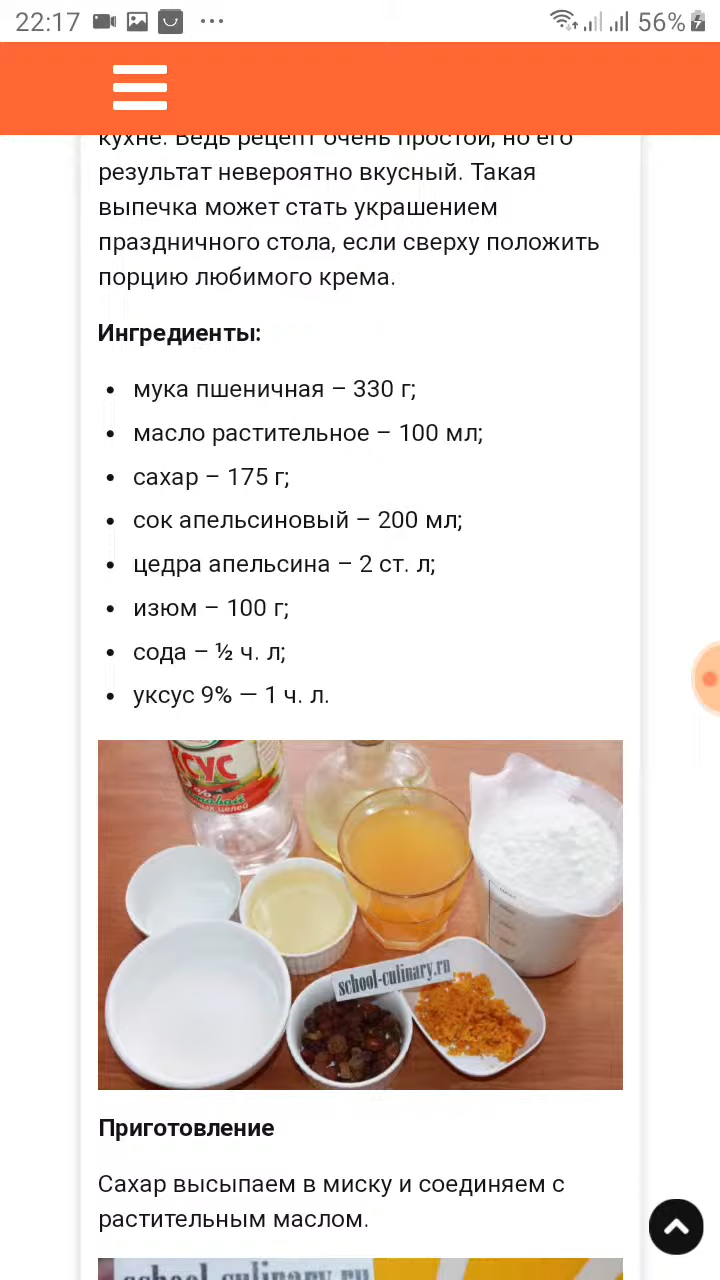 22:17
56%
кухне. Ведь рецепт очень простой, но его
результат невероятно вкусный. Такая
выпечка может стать украшением
праздничного стола, если сверху положить
порцию любимого крема.
Ингредиенты:
• мука пшеничная – 330 г;
• масло растительное – 100 мл;
• сахар – 175 г;
• сок апельсиновый – 200 мл;
• цедра апельсина – 2 ст. л;
• изюм – 100 г;
• сода – ½ ч. л;
• уксус 9% — 1 ч. л.
school-culinary.ru
Приготовление
Сахар высыпаем в миску и соединяем с
растительным маслом.
school-culinary.ru